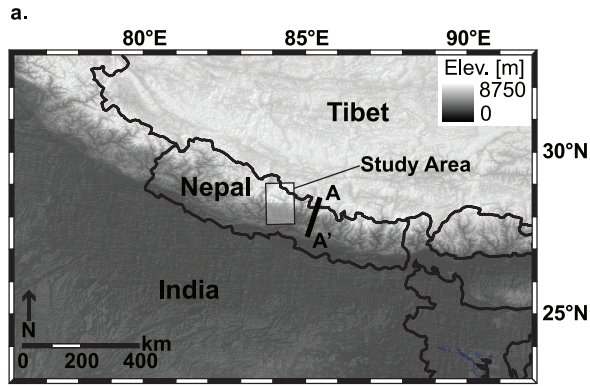 a.
80°E 85°E 90°E
Elev. [m]
8750
0
Tibet
30°N
Study Area
Nepal
A
A'
India
25°N
N
km
0 200 400